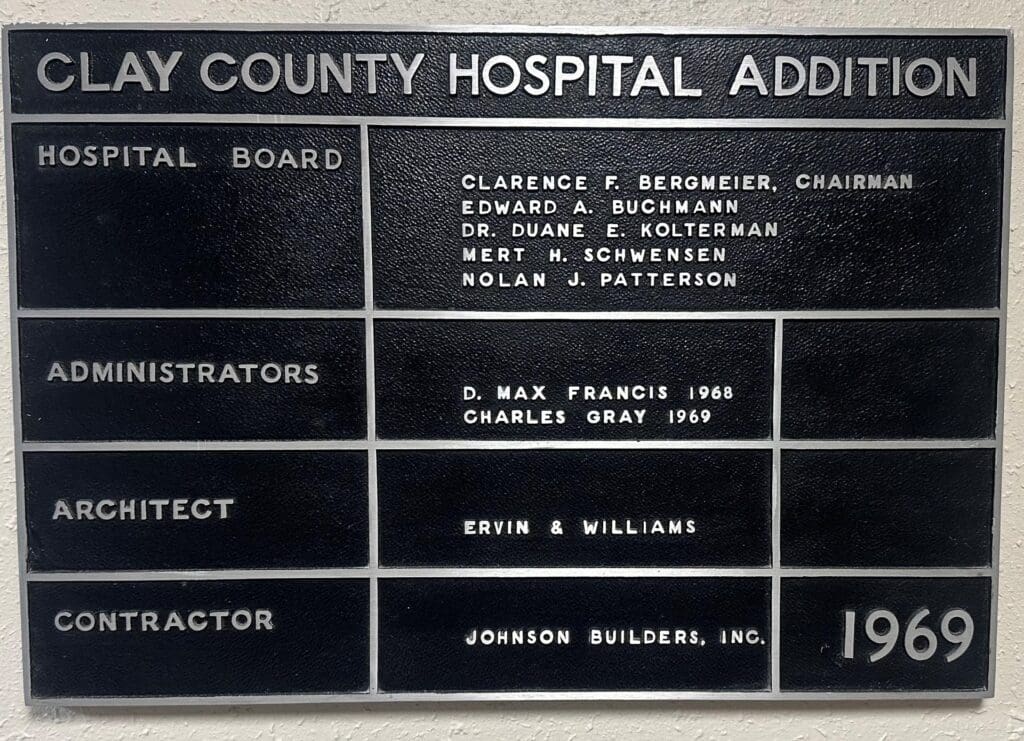 CLAY COUNTY HOSPITAL ADDITION
HOSPITAL BOARD
CLARENCE F. BERGMEIER, CHAIRMAN
EDWARD A. BUCHMANN
DR. DUANE E. KOLTERMAN
MERT H. SCHWENSEN
NOLAN J. PATTERSON
ADMINISTRATORS
D. MAX FRANCIS 1968
CHARLES GRAY 1969
ARCHITECT
ERVIN & WILLIAMS
CONTRACTOR
JOHNSON BUILDERS, INC.
1969